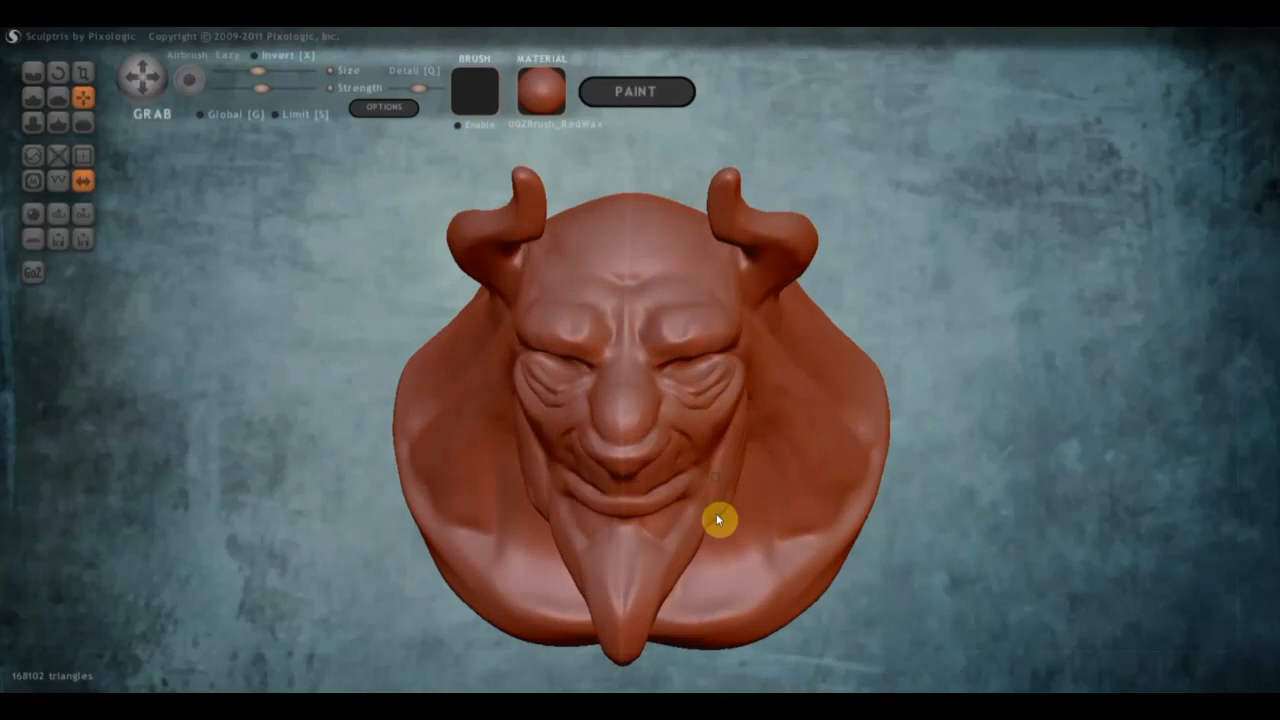 Sculptris by Pixologic Copyright ©2009-2011 Pixologic, Inc.
Airbrush Lazy Invert [X]
Size Detail [Q]
Strength
OPTIONS
GRAB Global [G] Limit [S]
BRUSH
Enable
MATERIAL
00ZBrush_RedWax
PAINT
GoZ
168102 triangles